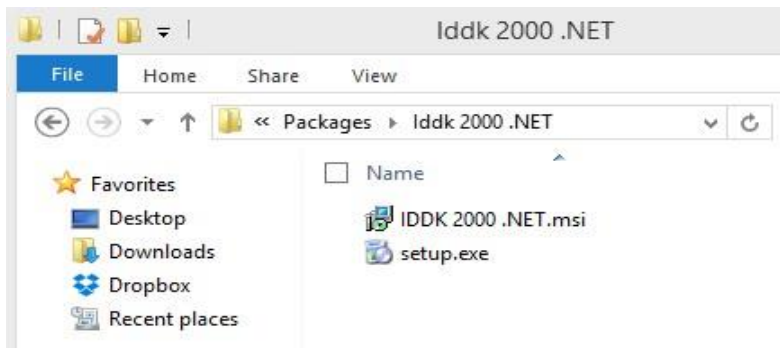 Iddk 2000 .NET
File Home Share View
« Packages Iddk 2000 .NET
Favorites
Desktop
Downloads
Dropbox
Recent places
Name
IDDK 2000 .NET.msi
setup.exe